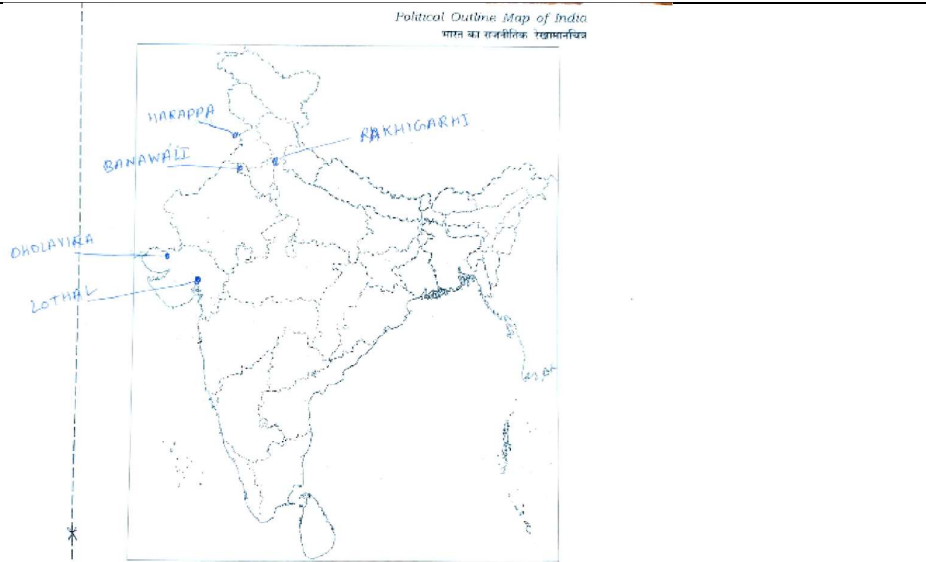 Political Outline Map of India
भारत का राजनीतिक रेखामानचित्र
HARAPPA
RAKHIGARHI
BANAWALI
DHOLAVIRA
LOTHAL